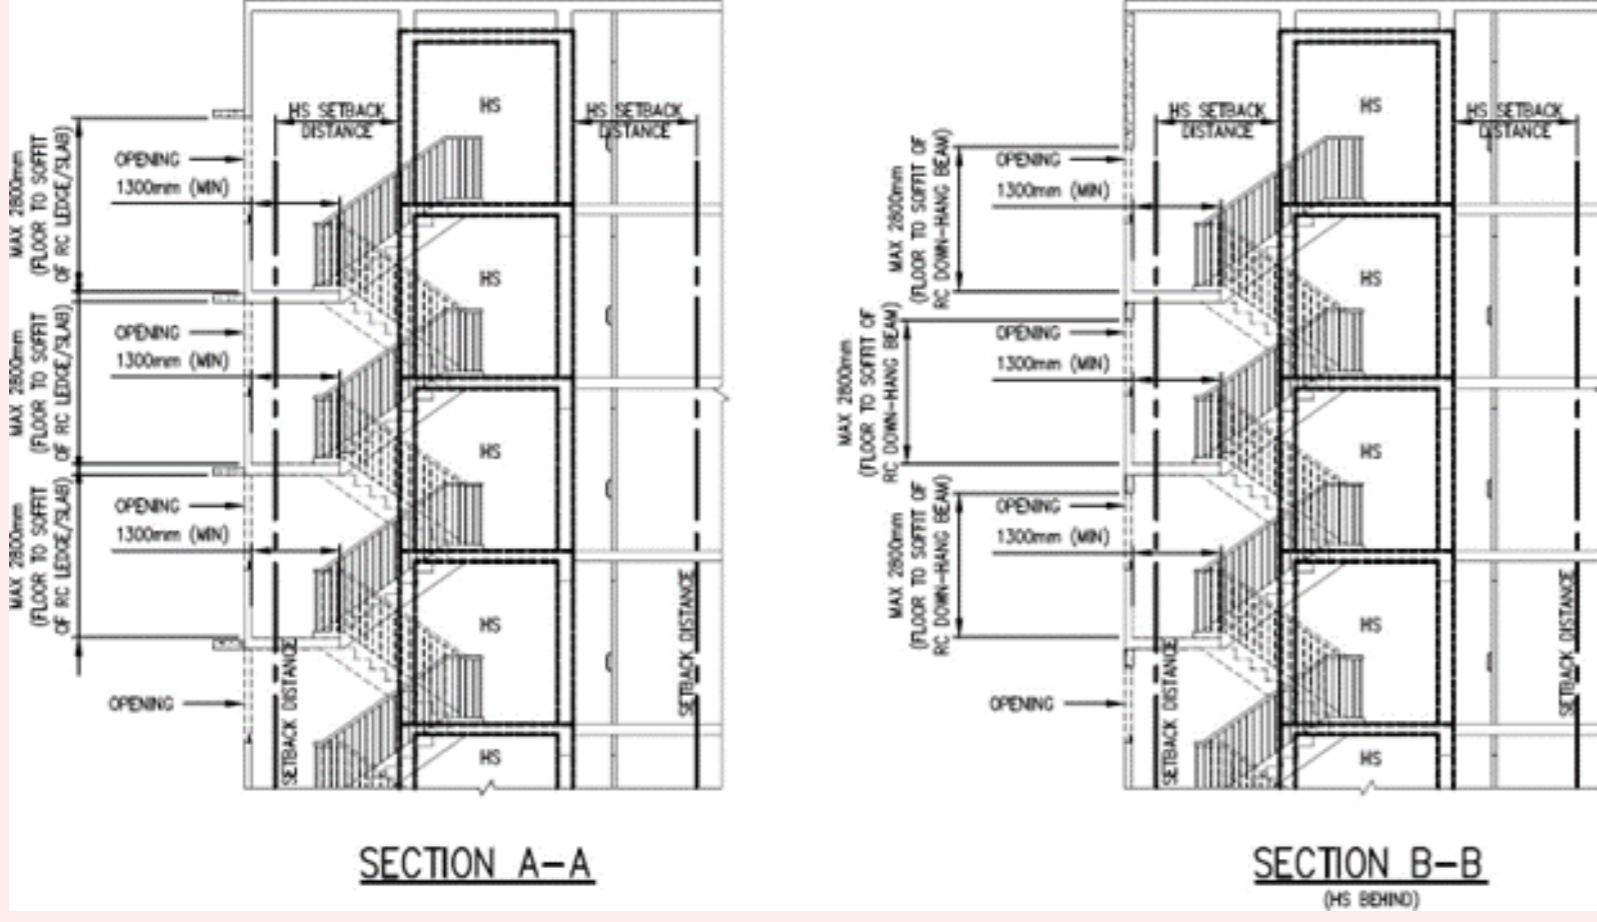 HS SETBACK
DISTANCE
HS
HS SETBACK
DISTANCE
MAX 2800mm
(FLOOR TO SOFFIT
OF RC LEDGE/SLAB)
OPENING
1300mm (MIN)
HS
MAX 2800mm
(FLOOR TO SOFFIT
OF RC LEDGE/SLAB)
OPENING
1300mm (MIN)
HS
MAX 2800mm
(FLOOR TO SOFFIT
OF RC LEDGE/SLAB)
OPENING
1300mm (MIN)
HS
SETBACK DISTANCE
SETBACK DISTANCE
OPENING
HS
SECTION A-A
HS SETBACK
DISTANCE
HS
HS SETBACK
DISTANCE
MAX 2800mm
(FLOOR TO SOFFIT OF
RC DOWN-HANG BEAM)
OPENING
1300mm (MIN)
HS
MAX 2800mm
(FLOOR TO SOFFIT OF
RC DOWN-HANG BEAM)
OPENING
1300mm (MIN)
HS
MAX 2800mm
(FLOOR TO SOFFIT OF
RC DOWN-HANG BEAM)
OPENING
1300mm (MIN)
HS
SETBACK DISTANCE
SETBACK DISTANCE
OPENING
HS
SECTION B-B
(HS BEHIND)